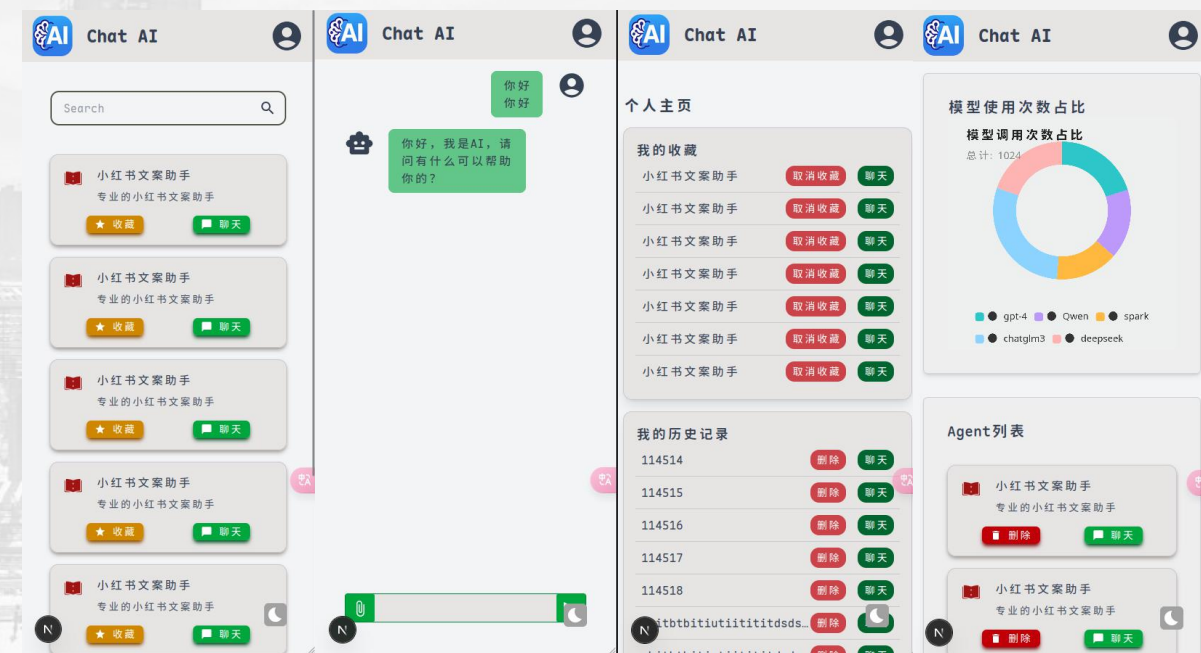 AI Chat AI
Search
小红书文案助手
专业的小红书文案助手
收藏 聊天
小红书文案助手
专业的小红书文案助手
收藏 聊天
小红书文案助手
专业的小红书文案助手
收藏 聊天
小红书文案助手
专业的小红书文案助手
收藏 聊天
小红书文案助手
专业的小红书文案助手
收藏 聊天
N
AI Chat AI
你好
你好
你好，我是AI，请
问有什么可以帮助
你的？
N
AI Chat AI
个人主页
我的收藏
小红书文案助手 取消收藏 聊天
小红书文案助手 取消收藏 聊天
小红书文案助手 取消收藏 聊天
小红书文案助手 取消收藏 聊天
小红书文案助手 取消收藏 聊天
小红书文案助手 取消收藏 聊天
小红书文案助手 取消收藏 聊天
我的历史记录
114514 删除 聊天
114515 删除 聊天
114516 删除 聊天
114517 删除 聊天
114518 删除 聊天
删除
N
AI Chat AI
模型使用次数占比
模型调用次数占比
总计: 1024
gpt-4 Qwen spark
chatglm3 deepseek
Agent列表
小红书文案助手
专业的小红书文案助手
删除 聊天
小红书文案助手
专业的小红书文案助手
删除 聊天
N